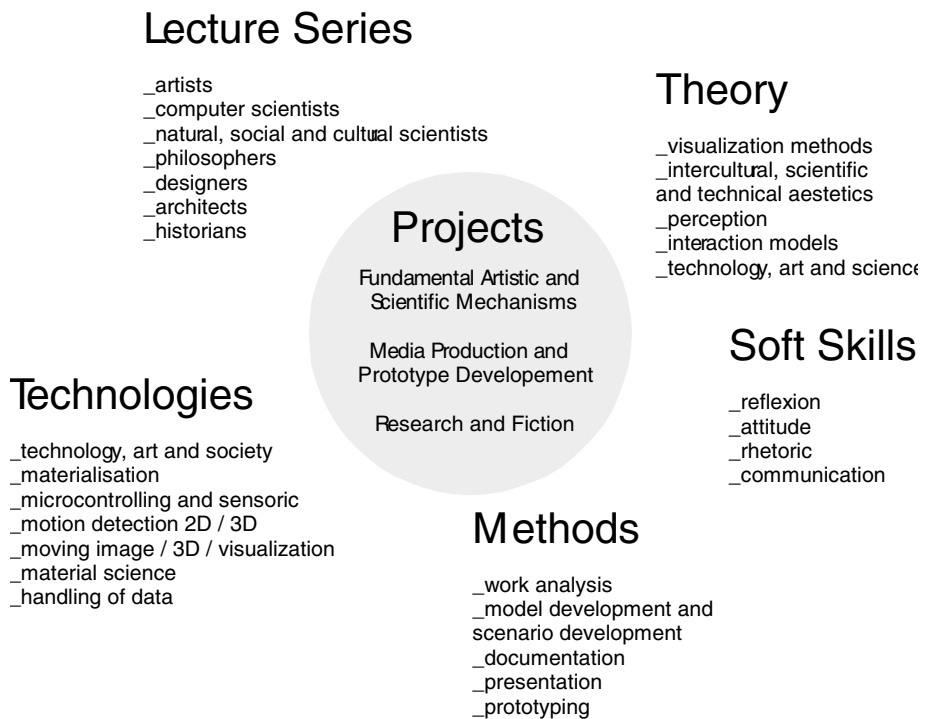 Lecture Series
_artists
_computer scientists
_natural, social and cultural scientists
_philosophers
_designers
_architects
_historians
Theory
_visualization methods
_intercultural, scientific
and technical aestetics
_perception
_interaction models
_technology, art and science
Projects
Fundamental Artistic and
Scientific Mechanisms
Media Production and
Prototype Developement
Research and Fiction
Soft Skills
_reflexion
_attitude
_rhetoric
_communication
Technologies
_technology, art and society
_materialisation
_microcontrolling and sensoric
_motion detection 2D / 3D
_moving image / 3D / visualization
_material science
_handling of data
Methods
_work analysis
_model development and
scenario development
_documentation
_presentation
_prototyping